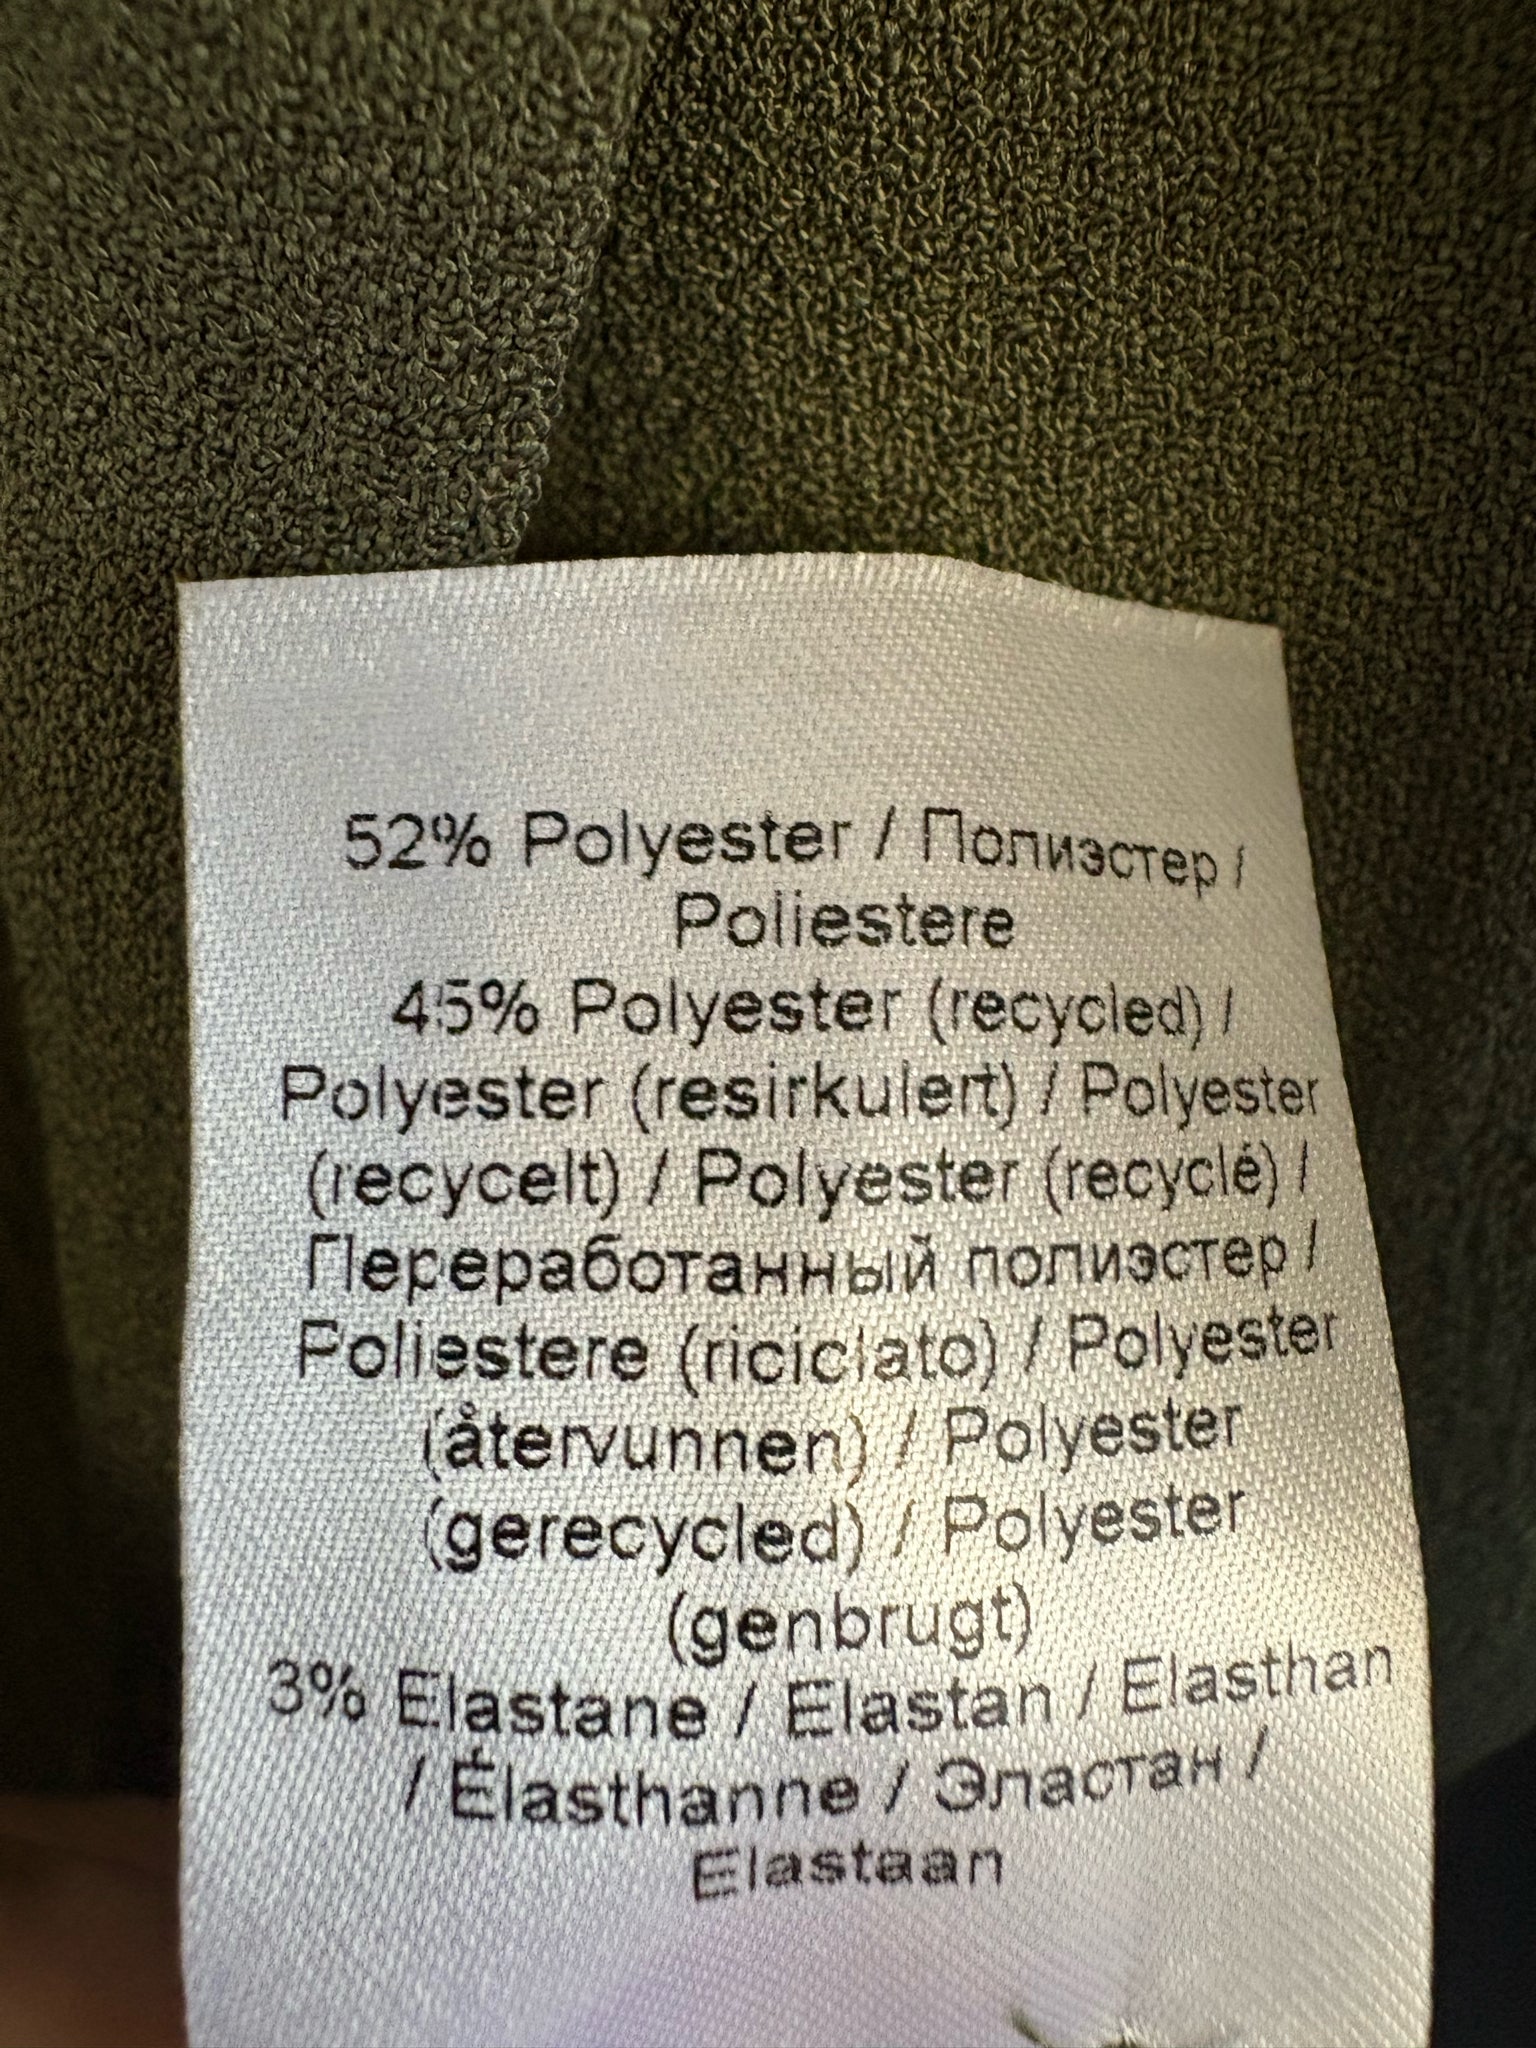 52% Polyester / Полиэстер /
Poliestere
45% Polyester (recycled) /
Polyester (resirkulert) / Polyester
(recycelt) / Polyester (recyclé) /
Переработанный полиэстер /
Poliestere (riciclato) / Polyester
(återvunnen) / Polyester
(gerecycled) / Polyester
(genbrugt)
3% Elastane / Elastan / Elasthan
/ Élasthanne / Эластан /
Elastaan